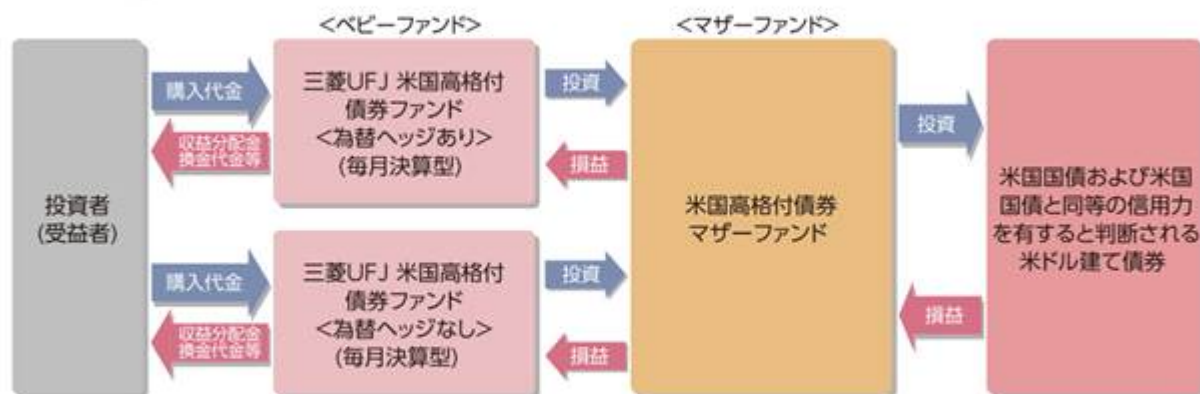 <ベビーファンド>
<マザーファンド>
投資者
(受益者)
購入代金
収益分配金
換金代金等
三菱UFJ 米国高格付
債券ファンド
<為替ヘッジあり>
(毎月決算型)
投資
損益
購入代金
収益分配金
換金代金等
三菱UFJ 米国高格付
債券ファンド
<為替ヘッジなし>
(毎月決算型)
投資
損益
米国高格付債券
マザーファンド
投資
損益
米国国債および米国
国債と同等の信用力
を有すると判断される
米ドル建て債券